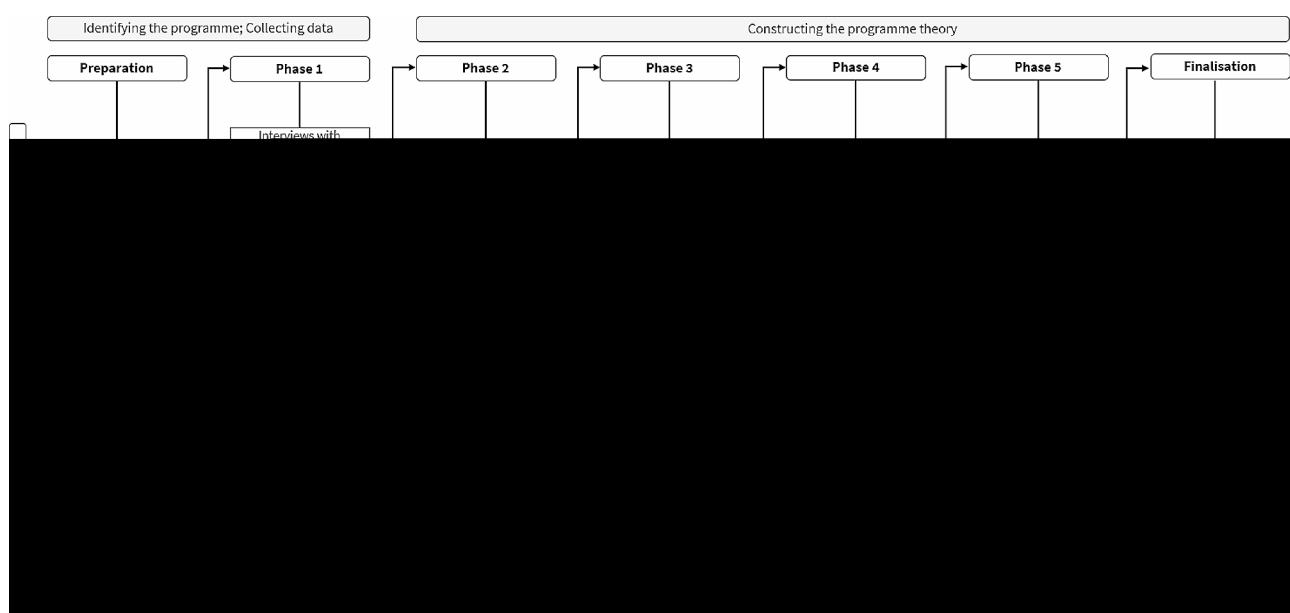 Identifying the programme; Collecting data
Constructing the programme theory
Preparation
Phase 1
Phase 2
Phase 3
Phase 4
Phase 5
Finalisation
Interviews with